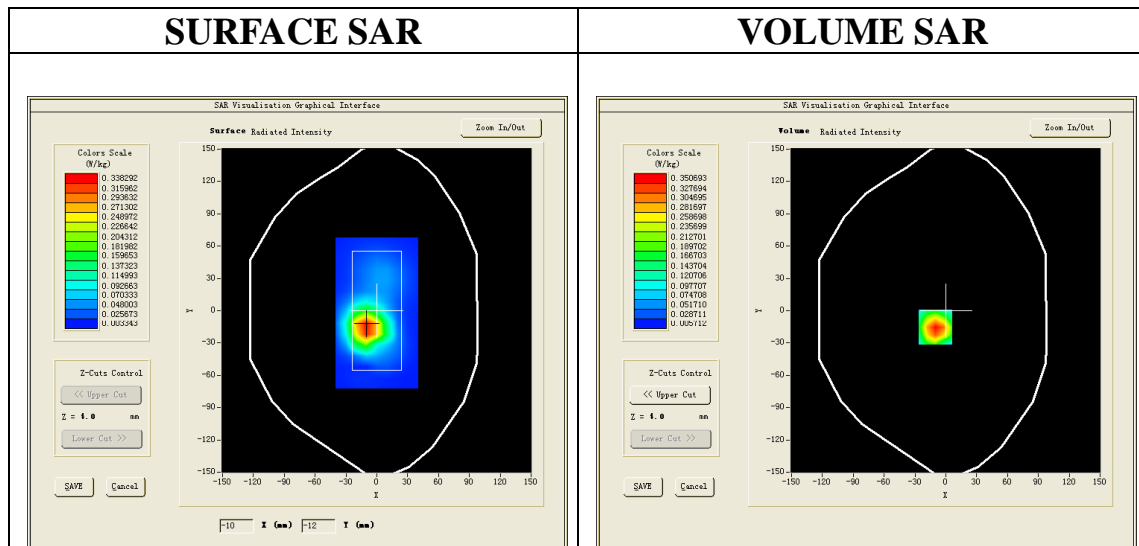 SURFACE SAR
VOLUME SAR
SAR Visualisation Graphical Interface
Surface Radiated Intensity
Zoom In/Out
Colors Scale
(W/kg)
0.338292
0.315962
0.293632
0.271302
0.248972
0.226642
0.204312
0.181982
0.159653
0.137323
0.114993
0.092663
0.070333
0.048003
0.025673
0.003343
150
120
90
60
30
0
-30
-60
-90
-120
-150
Y
-150 -120 -90 -60 -30 0 30 60 90 120 150
X
Z-Cuts Control
<< Upper Cut
Z = 4.0 mm
Lower Cut >>
SAVE Cancel
-10 X (mm) -12 Y (mm)
SAR Visualisation Graphical Interface
Volume Radiated Intensity
Zoom In/Out
Colors Scale
(W/kg)
0.350693
0.327694
0.304695
0.281697
0.258698
0.235699
0.212701
0.189702
0.166703
0.143704
0.120706
0.097707
0.074708
0.051710
0.028711
0.005712
150
120
90
60
30
0
-30
-60
-90
-120
-150
Y
-150 -120 -90 -60 -30 0 30 60 90 120 150
X
Z-Cuts Control
<< Upper Cut
Z = 4.0 mm
Lower Cut >>
SAVE Cancel